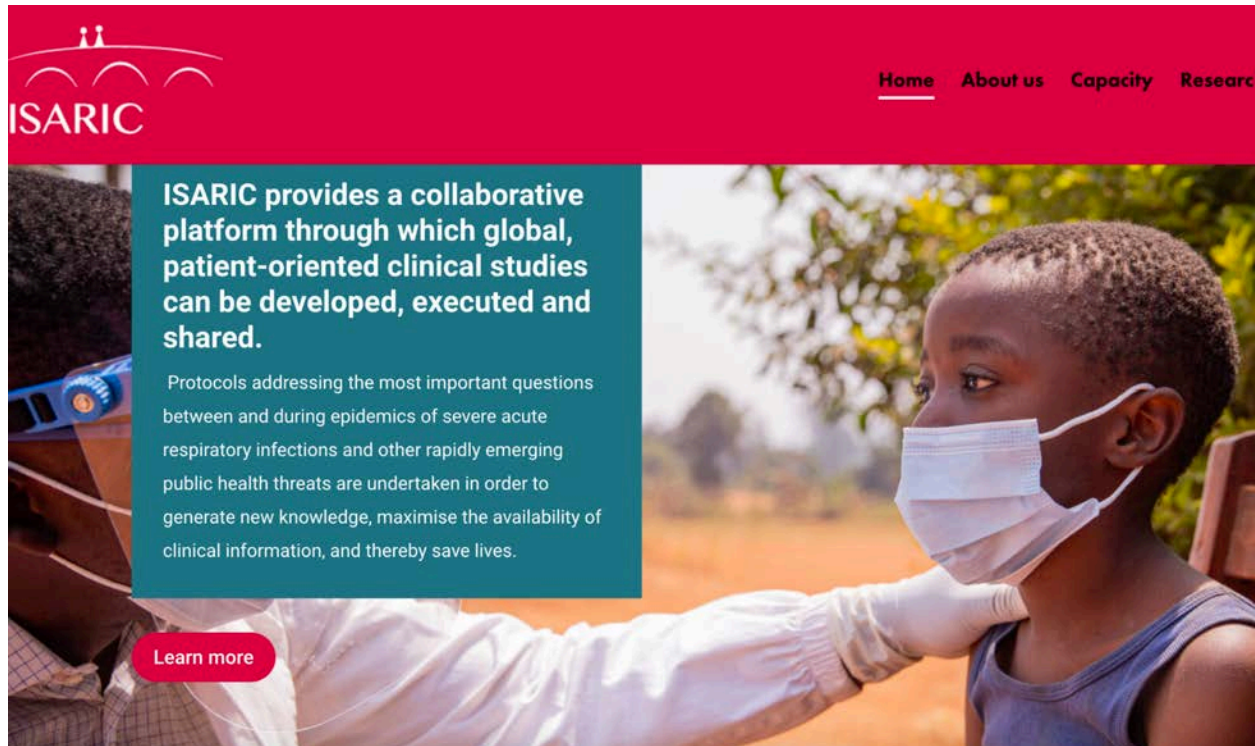 ISARIC
Home About us Capacity Researc
ISARIC provides a collaborative
platform through which global,
patient-oriented clinical studies
can be developed, executed and
shared.
Protocols addressing the most important questions
between and during epidemics of severe acute
respiratory infections and other rapidly emerging
public health threats are undertaken in order to
generate new knowledge, maximise the availability of
clinical information, and thereby save lives.
Learn more